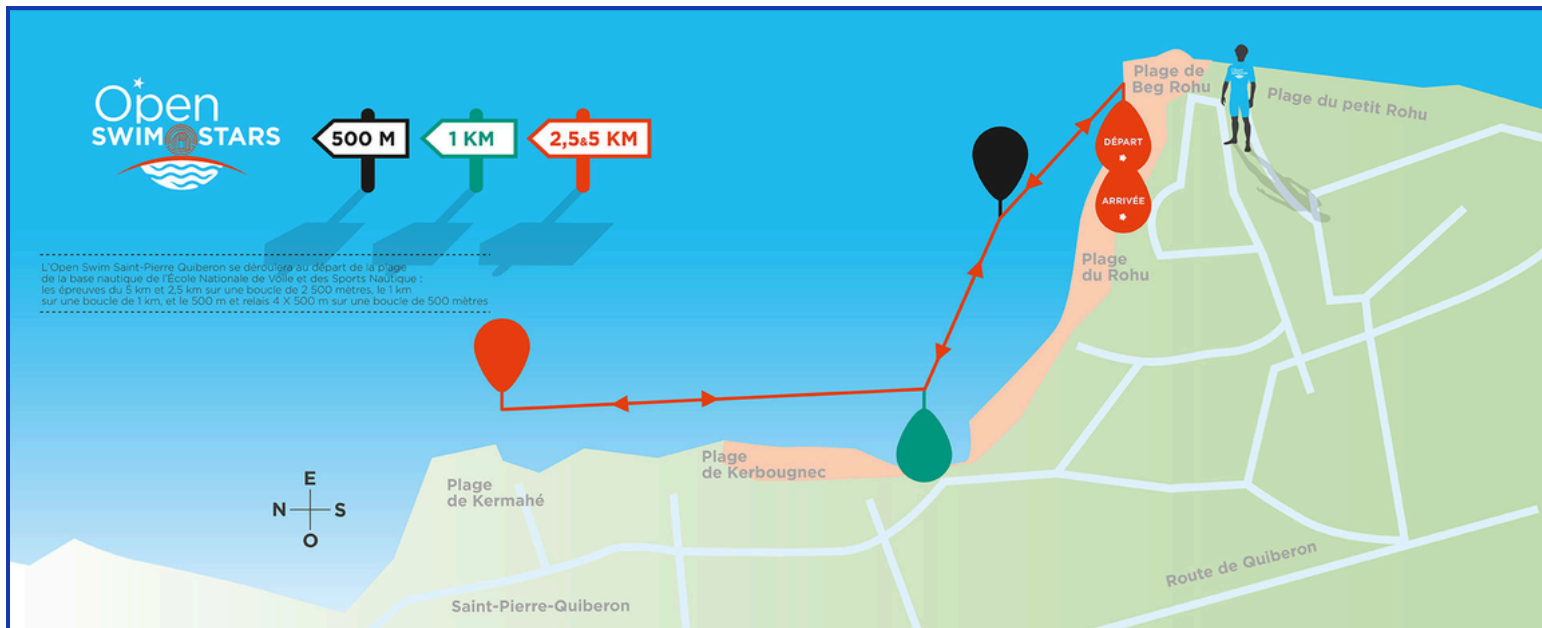 Open
SWIM STARS
500 M
1 KM
2,5&5 KM
L'Open Swim Saint-Pierre Quiberon se déroulera au départ de la plage
de la base nautique de l'École Nationale de Voile et des Sports Nautique :
les épreuves du 5 km et 2,5 km sur une boucle de 2 500 mètres, le 1 km
sur une boucle de 1 km, et le 500 m et relais 4 X 500 m sur une boucle de 500 mètres
Plage de
Beg Rohu
Plage du petit Rohu
DÉPART
ARRIVÉE
Plage
du Rohu
Plage
de Kerbougnec
Plage
de Kermahé
E
N S
O
Route de Quiberon
Saint-Pierre-Quiberon